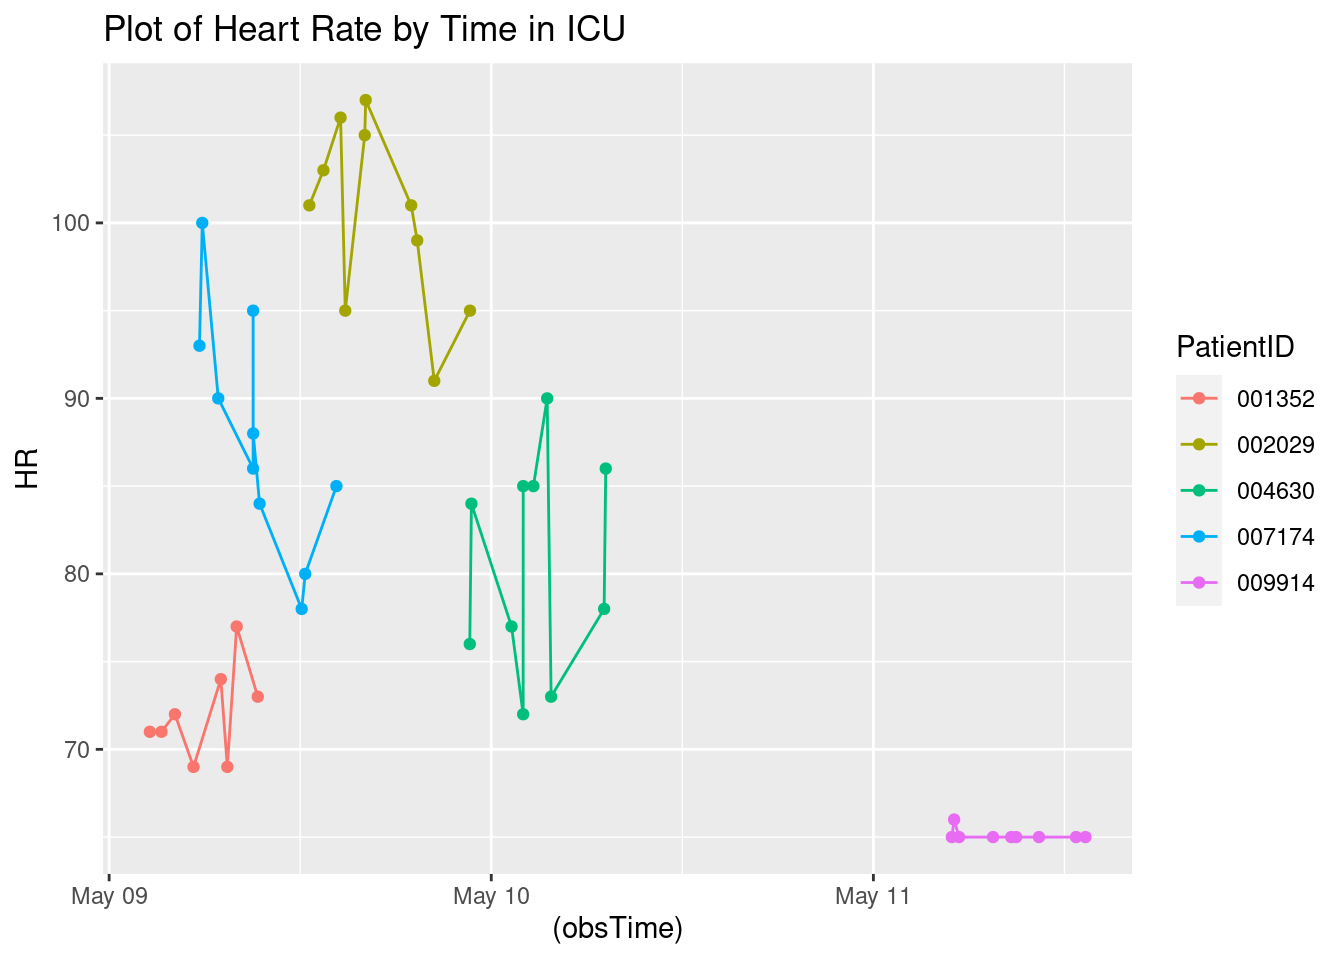 Plot of Heart Rate by Time in ICU
HR
100
90
80
70
May 09
May 10
May 11
(obsTime)
PatientID
001352
002029
004630
007174
009914